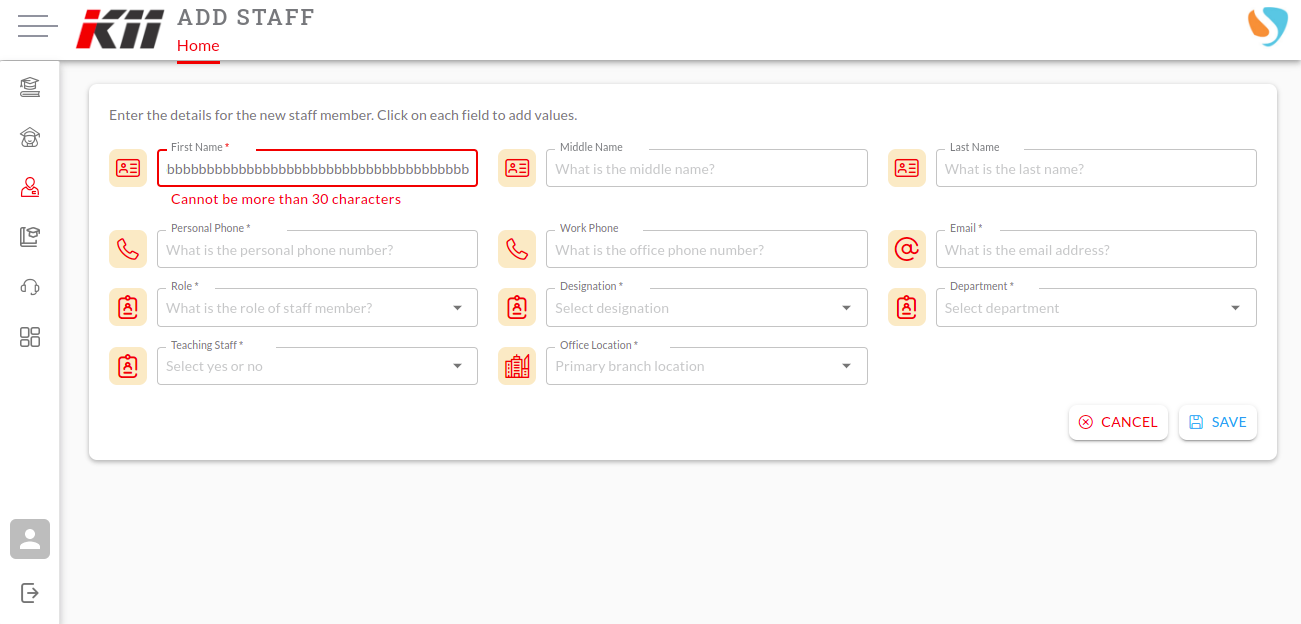 KII
ADD STAFF
Home
Enter the details for the new staff member. Click on each field to add values.
First Name *
Middle Name
Last Name
bbbbbbbbbbbbbbbbbbbbbbbbbbbbbbbbbbbbbb
What is the middle name?
What is the last name?
Cannot be more than 30 characters
Personal Phone *
Work Phone
Email *
What is the personal phone number?
What is the office phone number?
What is the email address?
Role *
Designation *
Department *
What is the role of staff member?
Select designation
Select department
Teaching Staff *
Office Location *
Select yes or no
Primary branch location
CANCEL
SAVE